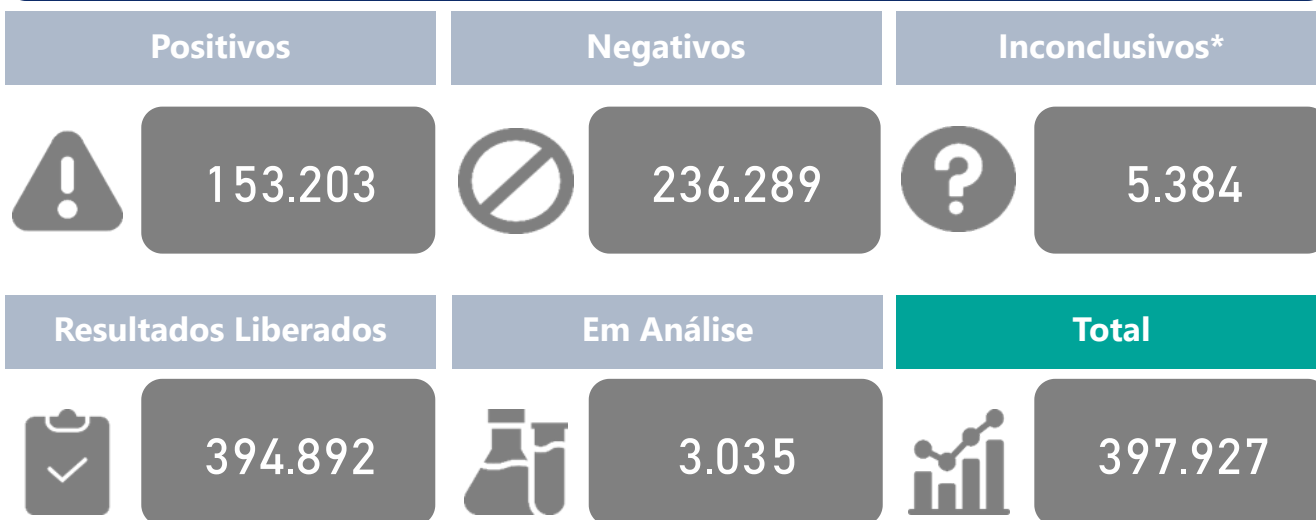 Positivos Negativos Inconclusivos*
153.203 236.289 5.384
Resultados Liberados Em Análise Total
394.892 3.035 397.927